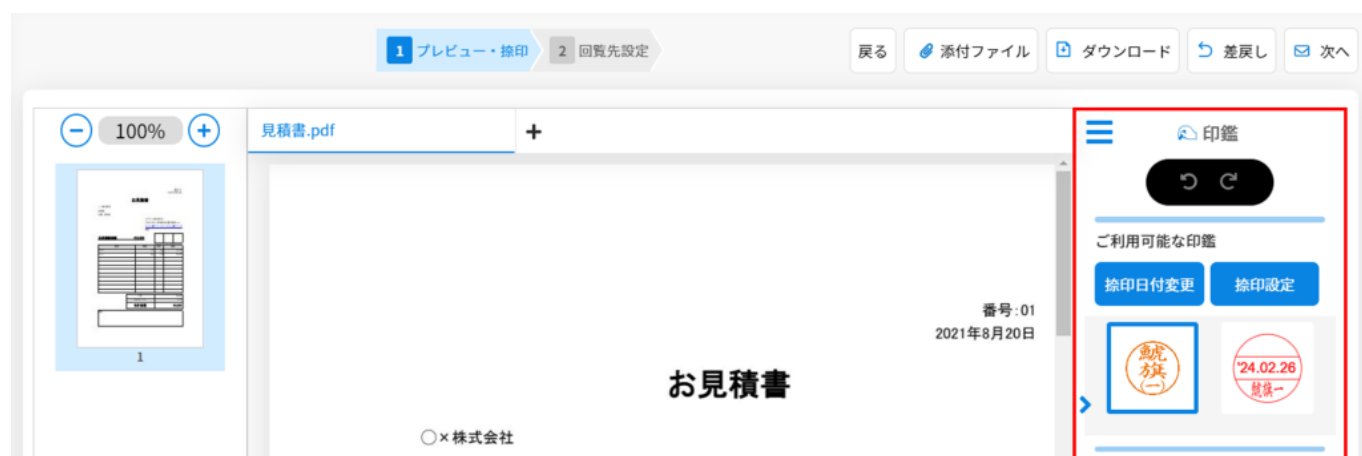 1 プレビュー・捺印 2 回覧先設定 戻る 添付ファイル ダウンロード 差戻し 次へ
100%
見積書.pdf +
1
番号:01
2021年8月20日
お見積書
○×株式会社
印鑑
ご利用可能な印鑑
捺印日付変更 捺印設定
'24.02.26